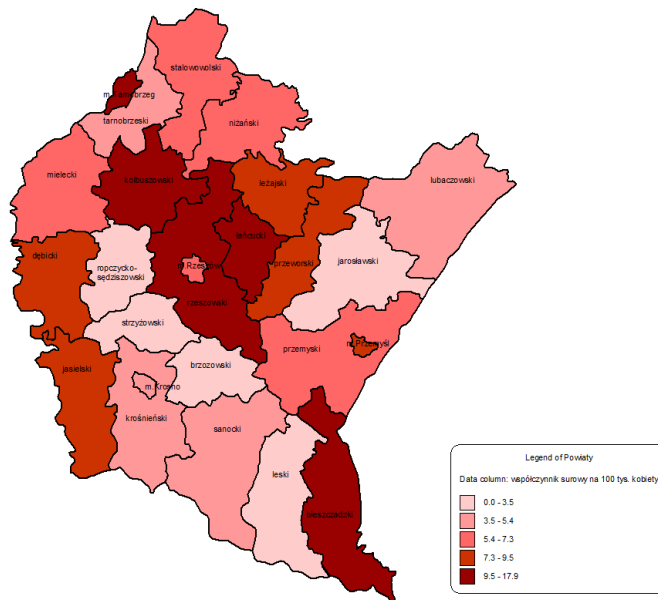 stalowowolski
m.Tarnobrzeg
tarnobrzeski
niżański
mielecki
kolbuszowski
leżajski
lubaczowski
łańcucki
dębicki
ropczycko-
sędziszowski
m.Rzeszów
przeworski
jarosławski
rzeszowski
strzyżowski
przemyski
m.Przemyśl
jasielski
brzozowski
m.Krosno
krośnieński
sanocki
leski
bieszczadzki
Legend of Powiaty
Data column: współczynnik surowy na 100 tys. kobiety
0.0 - 3.5
3.5 - 5.4
5.4 - 7.3
7.3 - 9.5
9.5 - 17.9